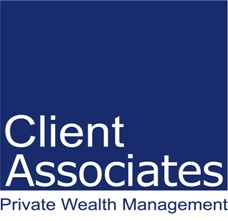 Client
Associates
Private Wealth Management